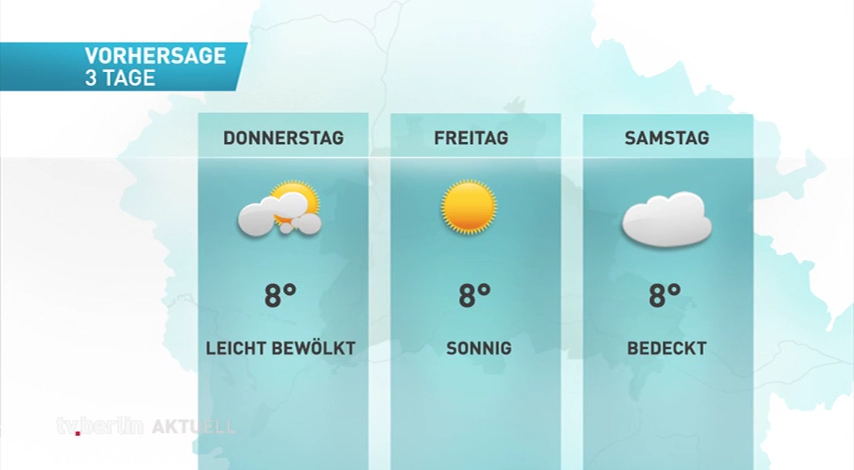 VORHERSAGE
3 TAGE
DONNERSTAG
FREITAG
SAMSTAG
8°
8°
8°
LEICHT BEWÖLKT
SONNIG
BEDECKT
tv.berlin AKTUELL